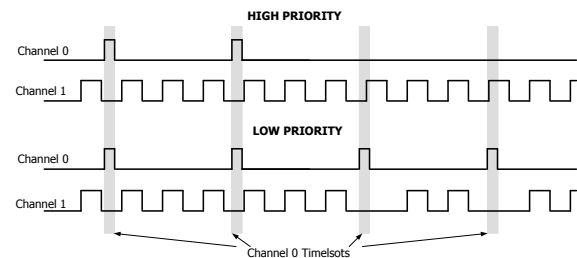 HIGH PRIORITY
Channel 0
Channel 1
LOW PRIORITY
Channel 0
Channel 1
Channel 0 Timelsots